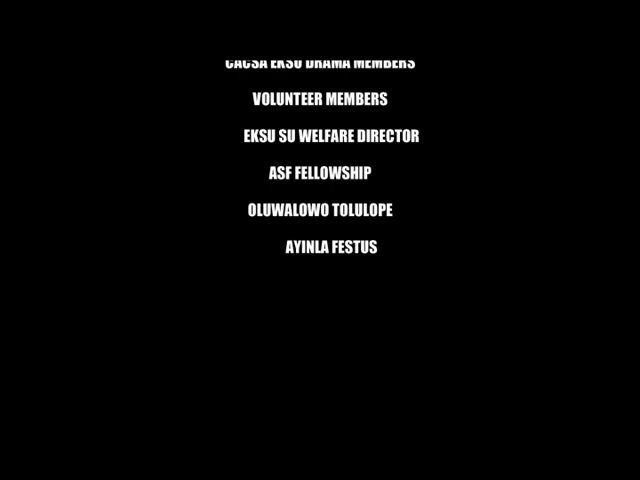 CACSA EKSU DRAMA MEMBERS
VOLUNTEER MEMBERS
EKSU SU WELFARE DIRECTOR
ASF FELLOWSHIP
OLUWALOWO TOLULOPE
AYINLA FESTUS